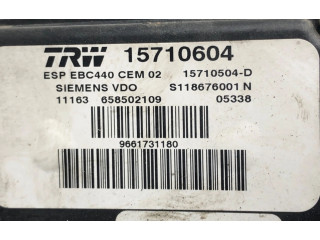 TRW 15710604
ESP EBC440 CEM 02 15710504-D
SIEMENS VDO S118676001 N
11163 658502109 05338
9661731180